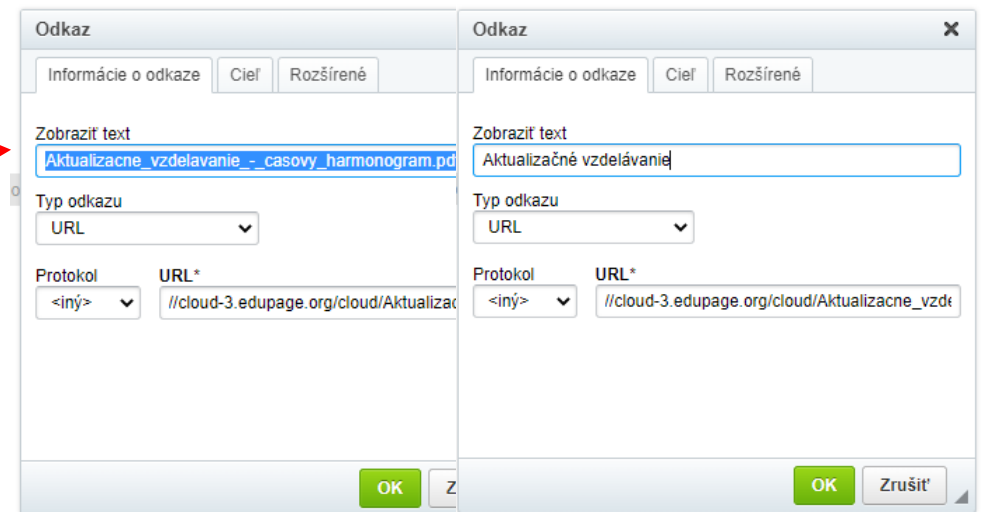 Odkaz
Informácie o odkaze Cieľ Rozšírené
Zobraziť text
Aktualizacne_vzdelavanie_-_casovy_harmonogram.pd
Typ odkazu
URL
Protokol URL*
<iný> //cloud-3.edupage.org/cloud/Aktualizac
OK Z
Odkaz
Informácie o odkaze Cieľ Rozšírené
Zobraziť text
Aktualizačné vzdelávanie
Typ odkazu
URL
Protokol URL*
<iný> //cloud-3.edupage.org/cloud/Aktualizacne_vzde
OK Zrušiť